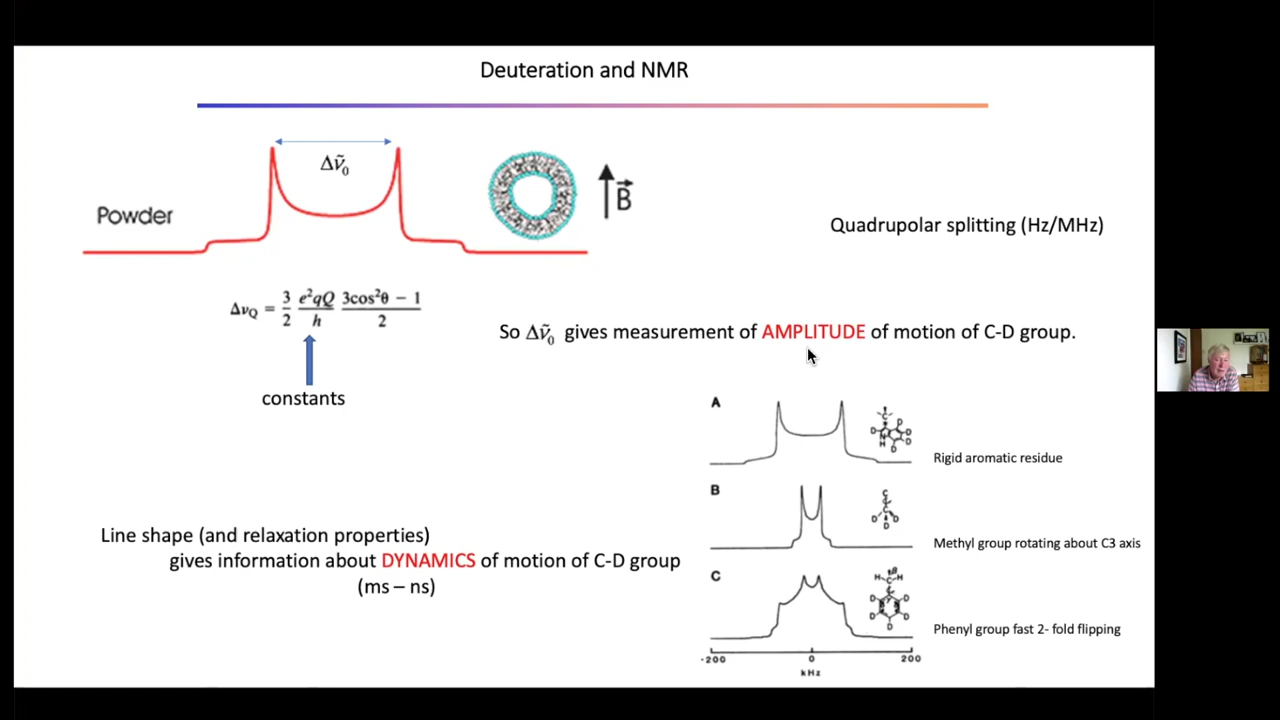 Deuteration and NMR
Δν̃₀
Powder
B⃗
Quadrupolar splitting (Hz/MHz)
Δν_Q = 3/2 e²qQ/h (3cos²θ − 1)/2
So Δν̃₀ gives measurement of AMPLITUDE of motion of C-D group.
constants
A
Rigid aromatic residue
B
Methyl group rotating about C3 axis
Line shape (and relaxation properties)
gives information about DYNAMICS of motion of C-D group
(ms – ns)
C
Phenyl group fast 2- fold flipping
-200 0 200
kHz